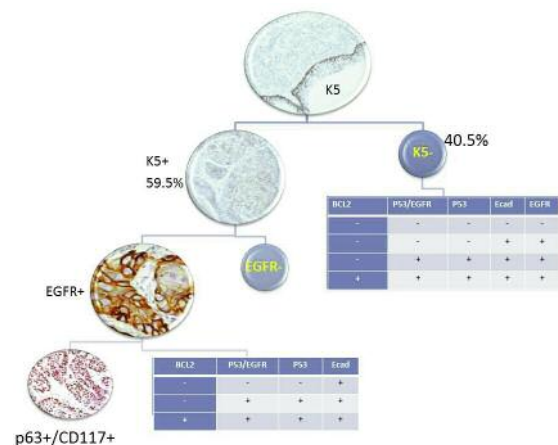 K5
K5+
59.5%
K5-
40.5%
BCL2 P53/EGFR P53 Ecad EGFR
- - - - -
- - - + +
- + + + +
+ + + + +
EGFR+
EGFR-
BCL2 P53/EGFR P53 Ecad
- - - +
- + + +
+ + + +
p63+/CD117+